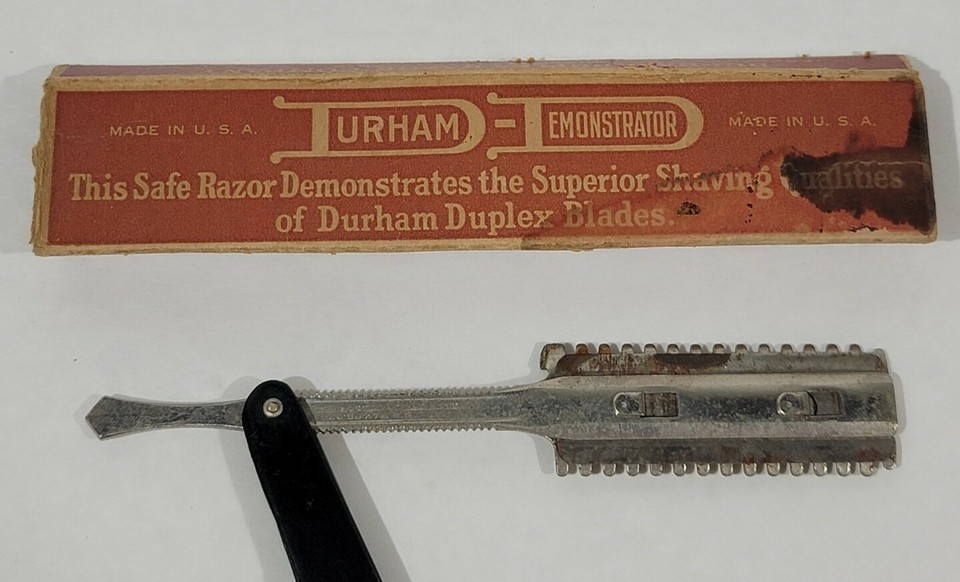 MADE IN U. S. A. DURHAM-DEMONSTRATOR MADE IN U. S. A.
This Safe Razor Demonstrates the Superior Shaving Qualities
of Durham Duplex Blades.